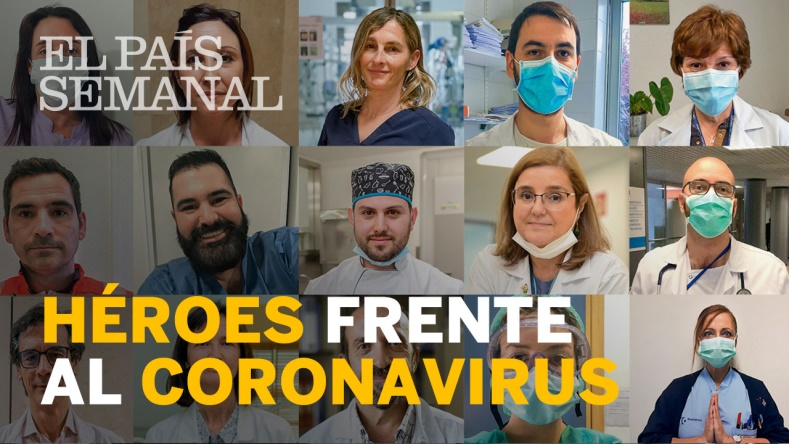 EL PAÍS
SEMANAL
HÉROES FRENTE
AL CORONAVIRUS